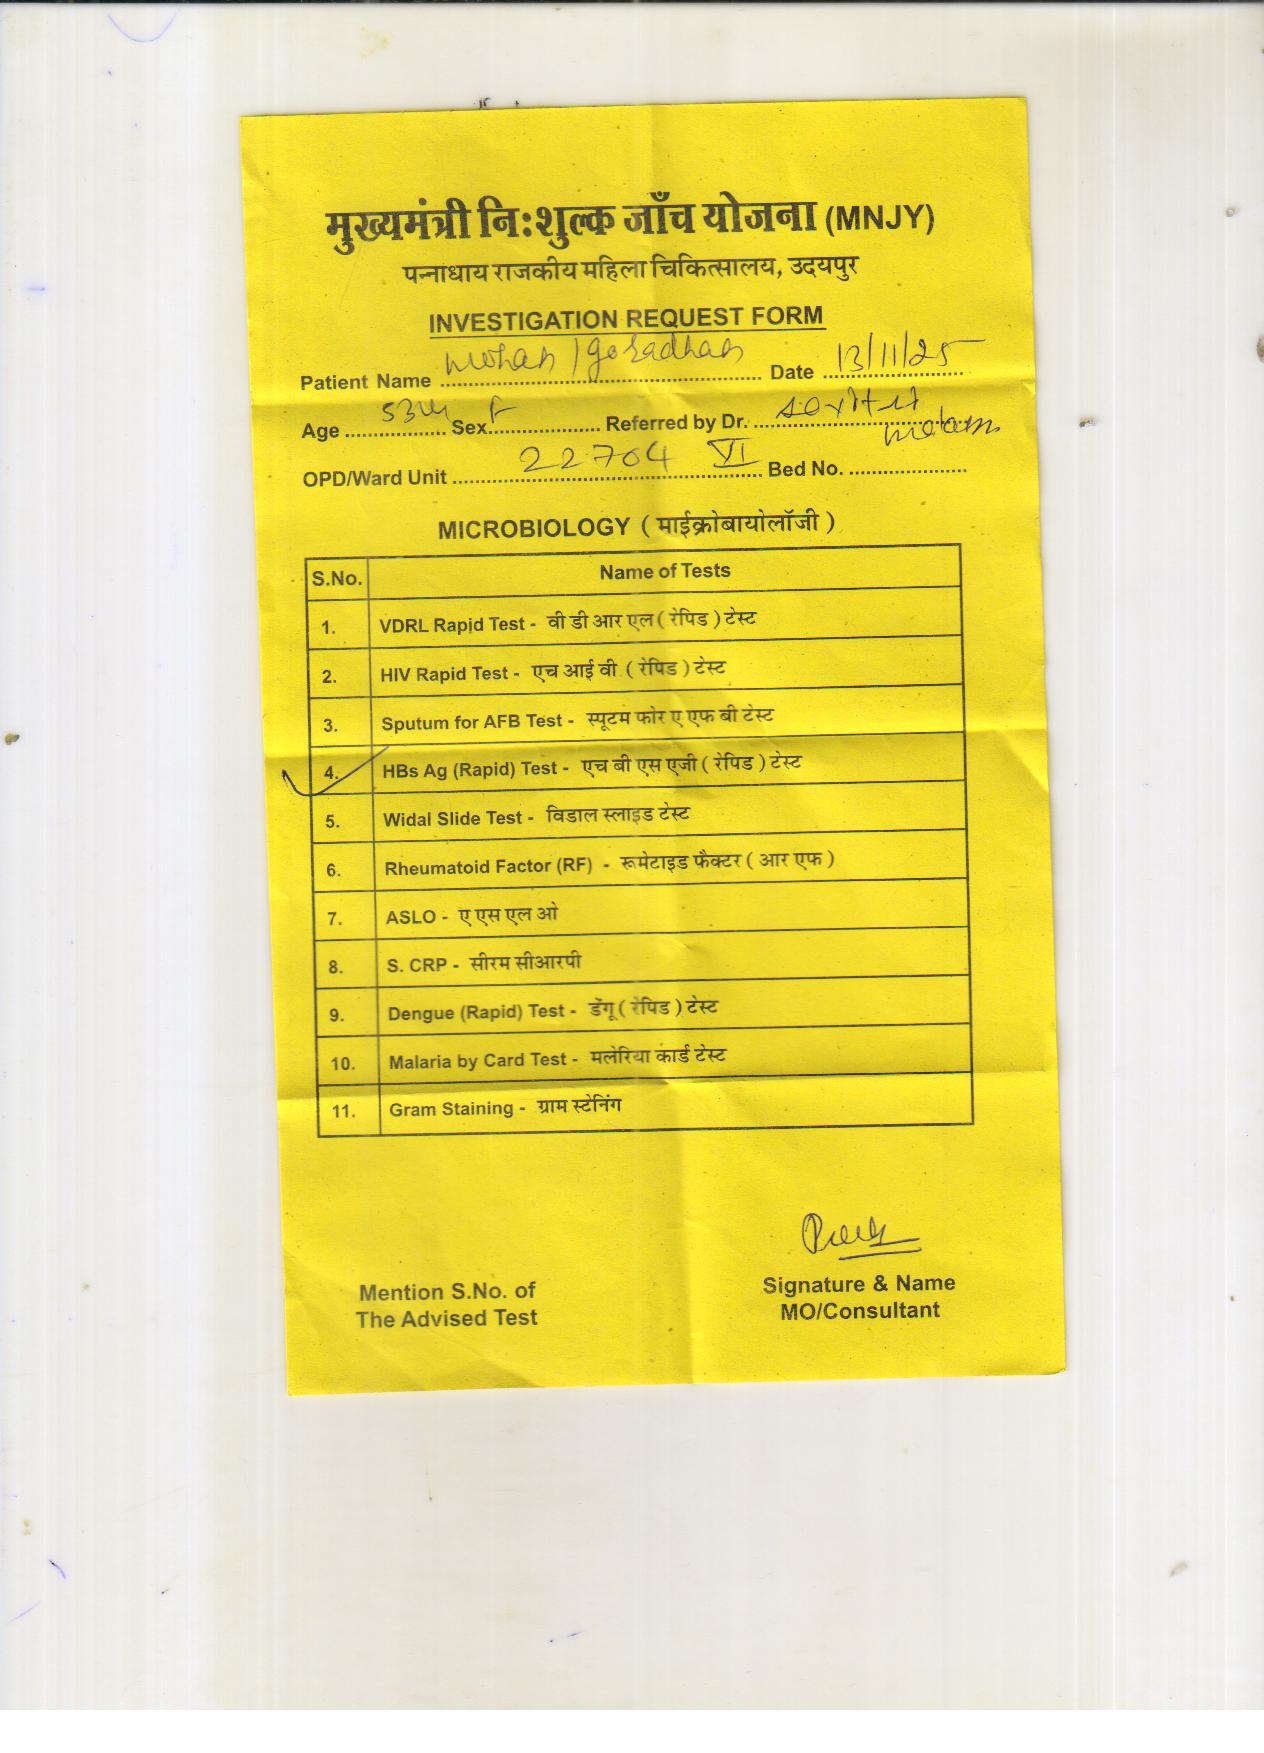 मुख्यमंत्री निःशुल्क जाँच योजना (MNJY)
पन्नाधाय राजकीय महिला चिकित्सालय, उदयपुर
INVESTIGATION REQUEST FORM
Patient Name Mohan / Goradhan Date 13/11/25
Age 53y Sex F Referred by Dr. Madam
OPD/Ward Unit 22704 VI Bed No.
MICROBIOLOGY ( माईक्रोबायोलॉजी )
S.No. Name of Tests
1. VDRL Rapid Test - वी डी आर एल ( रेपिड ) टेस्ट
2. HIV Rapid Test - एच आई वी ( रेपिड ) टेस्ट
3. Sputum for AFB Test - स्पूटम फोर ए एफ बी टेस्ट
4. HBs Ag (Rapid) Test - एच बी एस एजी ( रेपिड ) टेस्ट
5. Widal Slide Test - विडाल स्लाइड टेस्ट
6. Rheumatoid Factor (RF) - रूमेटाइड फैक्टर ( आर एफ )
7. ASLO - ए एस एल ओ
8. S. CRP - सीरम सीआरपी
9. Dengue (Rapid) Test - डेंगू ( रेपिड ) टेस्ट
10. Malaria by Card Test - मलेरिया कार्ड टेस्ट
11. Gram Staining - ग्राम स्टेनिंग
Mention S.No. of
The Advised Test
Signature & Name
MO/Consultant